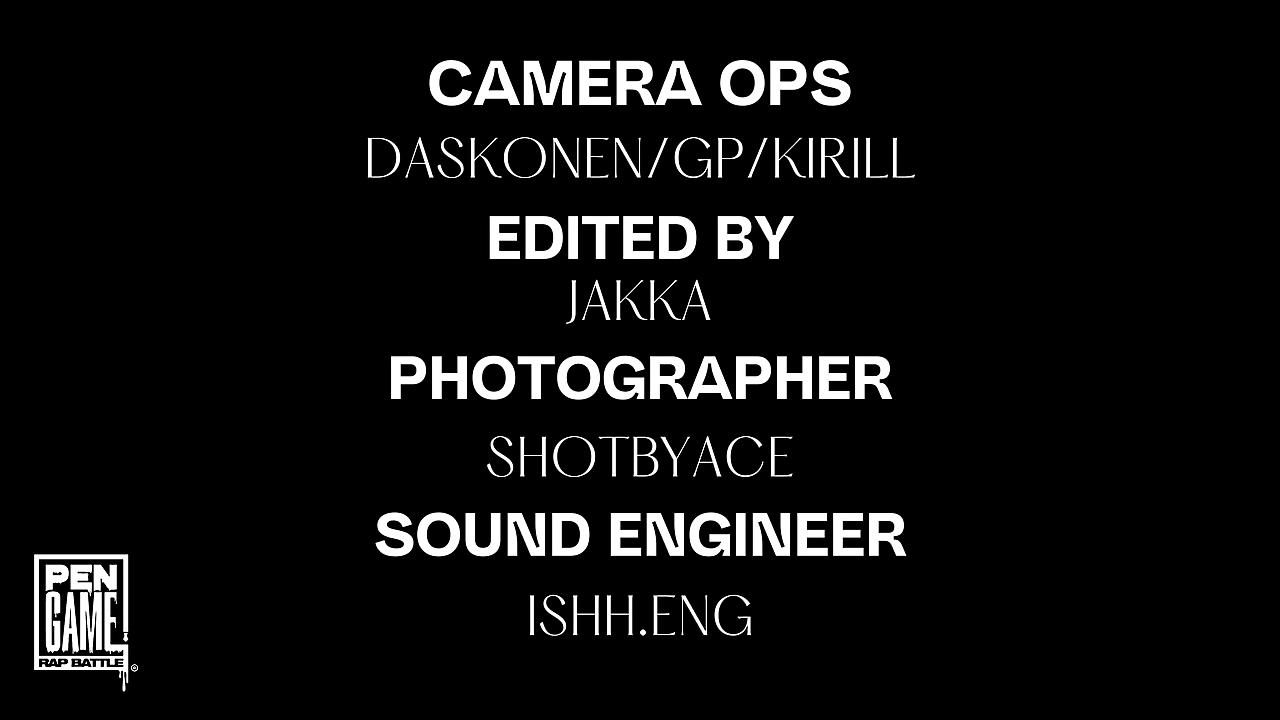 CAMERA OPS
DASKONEN/GP/KIRILL
EDITED BY
JAKKA
PHOTOGRAPHER
SHOTBYACE
SOUND ENGINEER
ISHH.ENG
PEN
GAME
RAP BATTLE
©